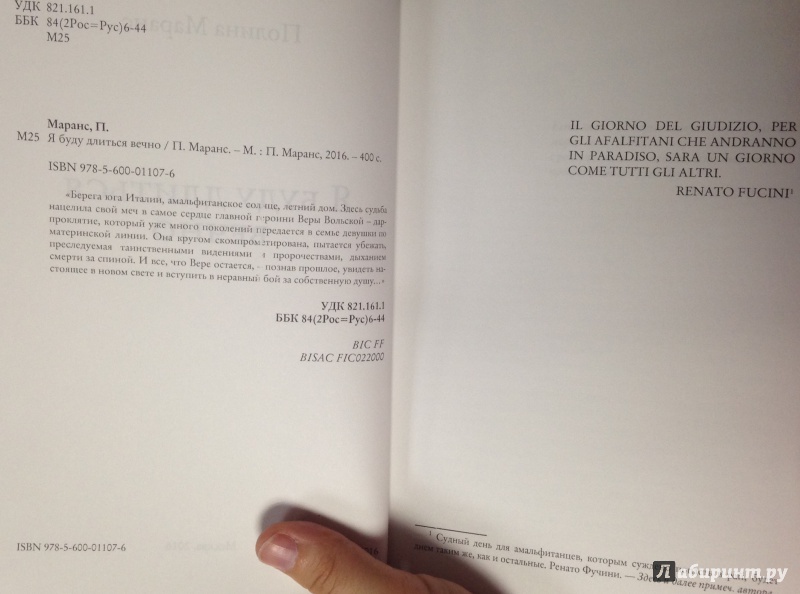 УДК 821.161.1
ББК 84(2Рос=Рус)6-44
М25
Маранс, П.
М25 Я буду длиться вечно / П. Маранс. – М. : П. Маранс, 2016. – 400 с.
ISBN 978-5-600-01107-6
«Берега юга Италии, амальфитанское солнце, летний дом. Здесь судьба
нацелила свой меч в самое сердце главной героини Веры Вольской – дар-
проклятие, который уже много поколений передается в семье девушки по
материнской линии. Она кругом скомпрометирована, пытается убежать,
преследуемая таинственными видениями и пророчествами, дыханием
смерти за спиной. И все, что Вере остается, - познав прошлое, увидеть на-
стоящее в новом свете и вступить в неравный бой за собственную душу...»
УДК 821.161.1
ББК 84(2Рос=Рус)6-44
BIC FF
BISAC FIC022000
ISBN 978-5-600-01107-6
IL GIORNO DEL GIUDIZIO, PER
GLI AFALFITANI CHE ANDRANNO
IN PARADISO, SARA UN GIORNO
COME TUTTI GLI ALTRI.
RENATO FUCINI¹
¹ Судный день для амальфитанцев, которым
днем таким же, как и остальные. Ренато Фучини. — Здесь и далее примеч. автора.
Лабиринт.ру